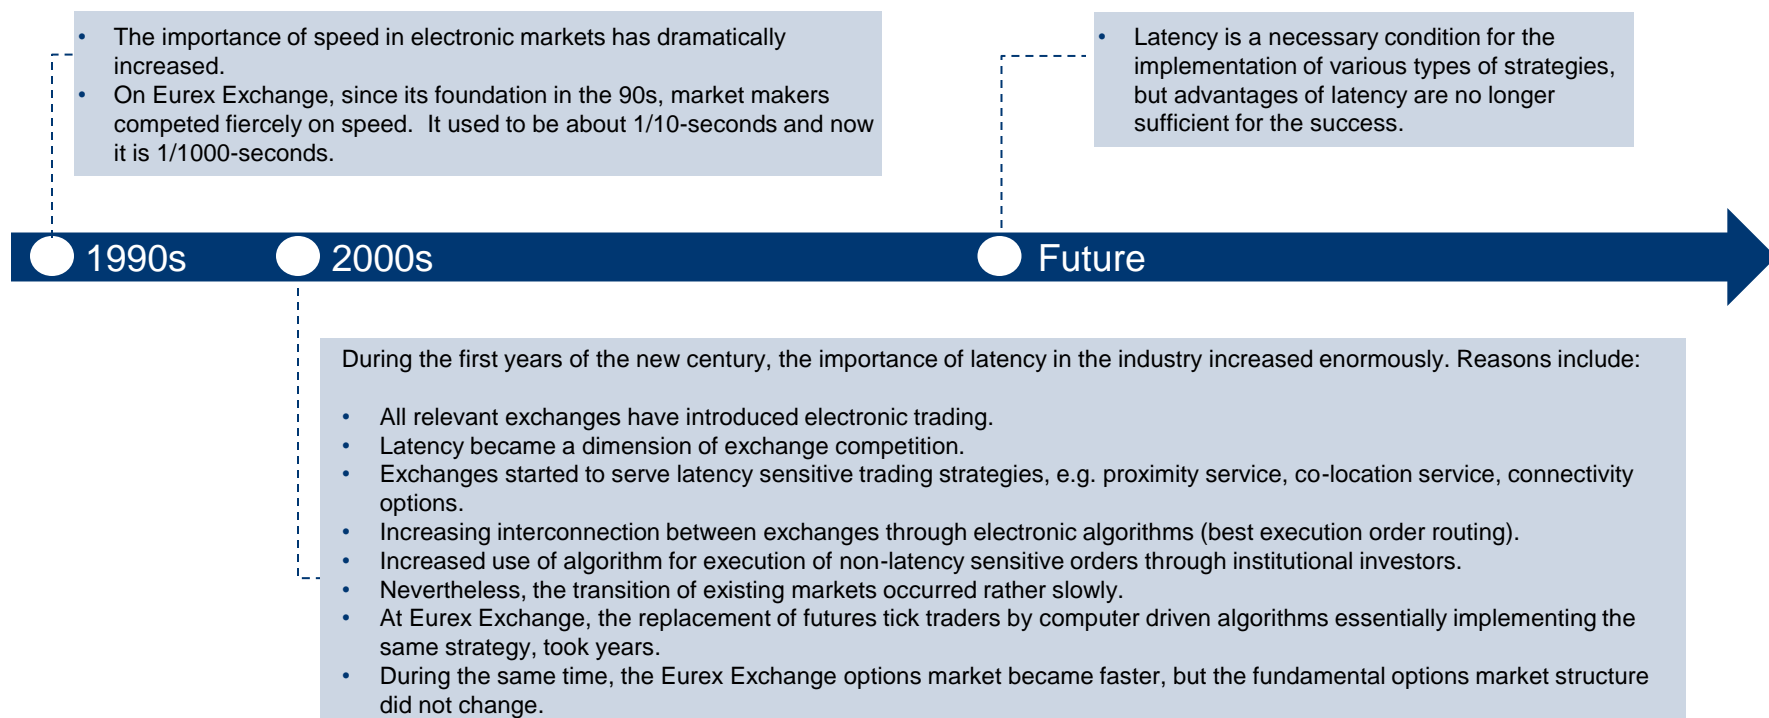 • The importance of speed in electronic markets has dramatically
increased.
• On Eurex Exchange, since its foundation in the 90s, market makers
competed fiercely on speed.  It used to be about 1/10-seconds and now
it is 1/1000-seconds.
• Latency is a necessary condition for the
implementation of various types of strategies,
but advantages of latency are no longer
sufficient for the success.
1990s
2000s
Future
During the first years of the new century, the importance of latency in the industry increased enormously. Reasons include:
• All relevant exchanges have introduced electronic trading.
• Latency became a dimension of exchange competition.
• Exchanges started to serve latency sensitive trading strategies, e.g. proximity service, co-location service, connectivity
options.
• Increasing interconnection between exchanges through electronic algorithms (best execution order routing).
• Increased use of algorithm for execution of non-latency sensitive orders through institutional investors.
• Nevertheless, the transition of existing markets occurred rather slowly.
• At Eurex Exchange, the replacement of futures tick traders by computer driven algorithms essentially implementing the
same strategy, took years.
• During the same time, the Eurex Exchange options market became faster, but the fundamental options market structure
did not change.